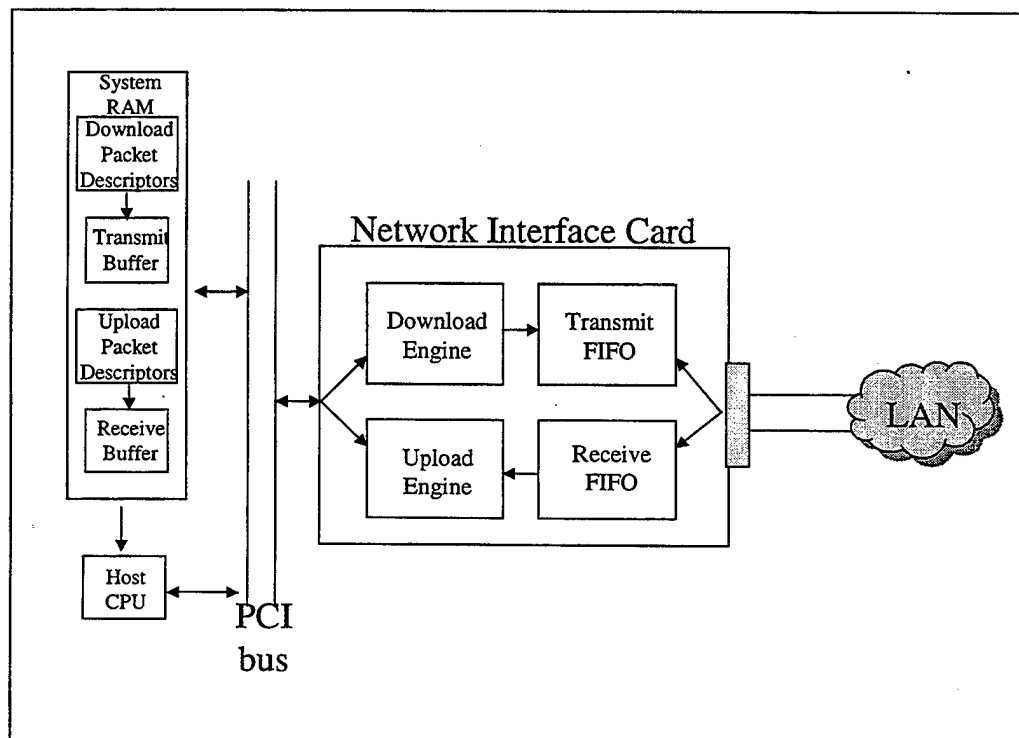 System
RAM
Download
Packet
Descriptors
Transmit
Buffer
Upload
Packet
Descriptors
Receive
Buffer
Host
CPU
PCI
bus
Network Interface Card
Download
Engine
Transmit
FIFO
Upload
Engine
Receive
FIFO
LAN